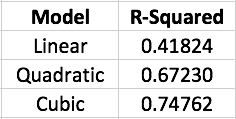 Model R-Squared
Linear 0.41824
Quadratic 0.67230
Cubic 0.74762